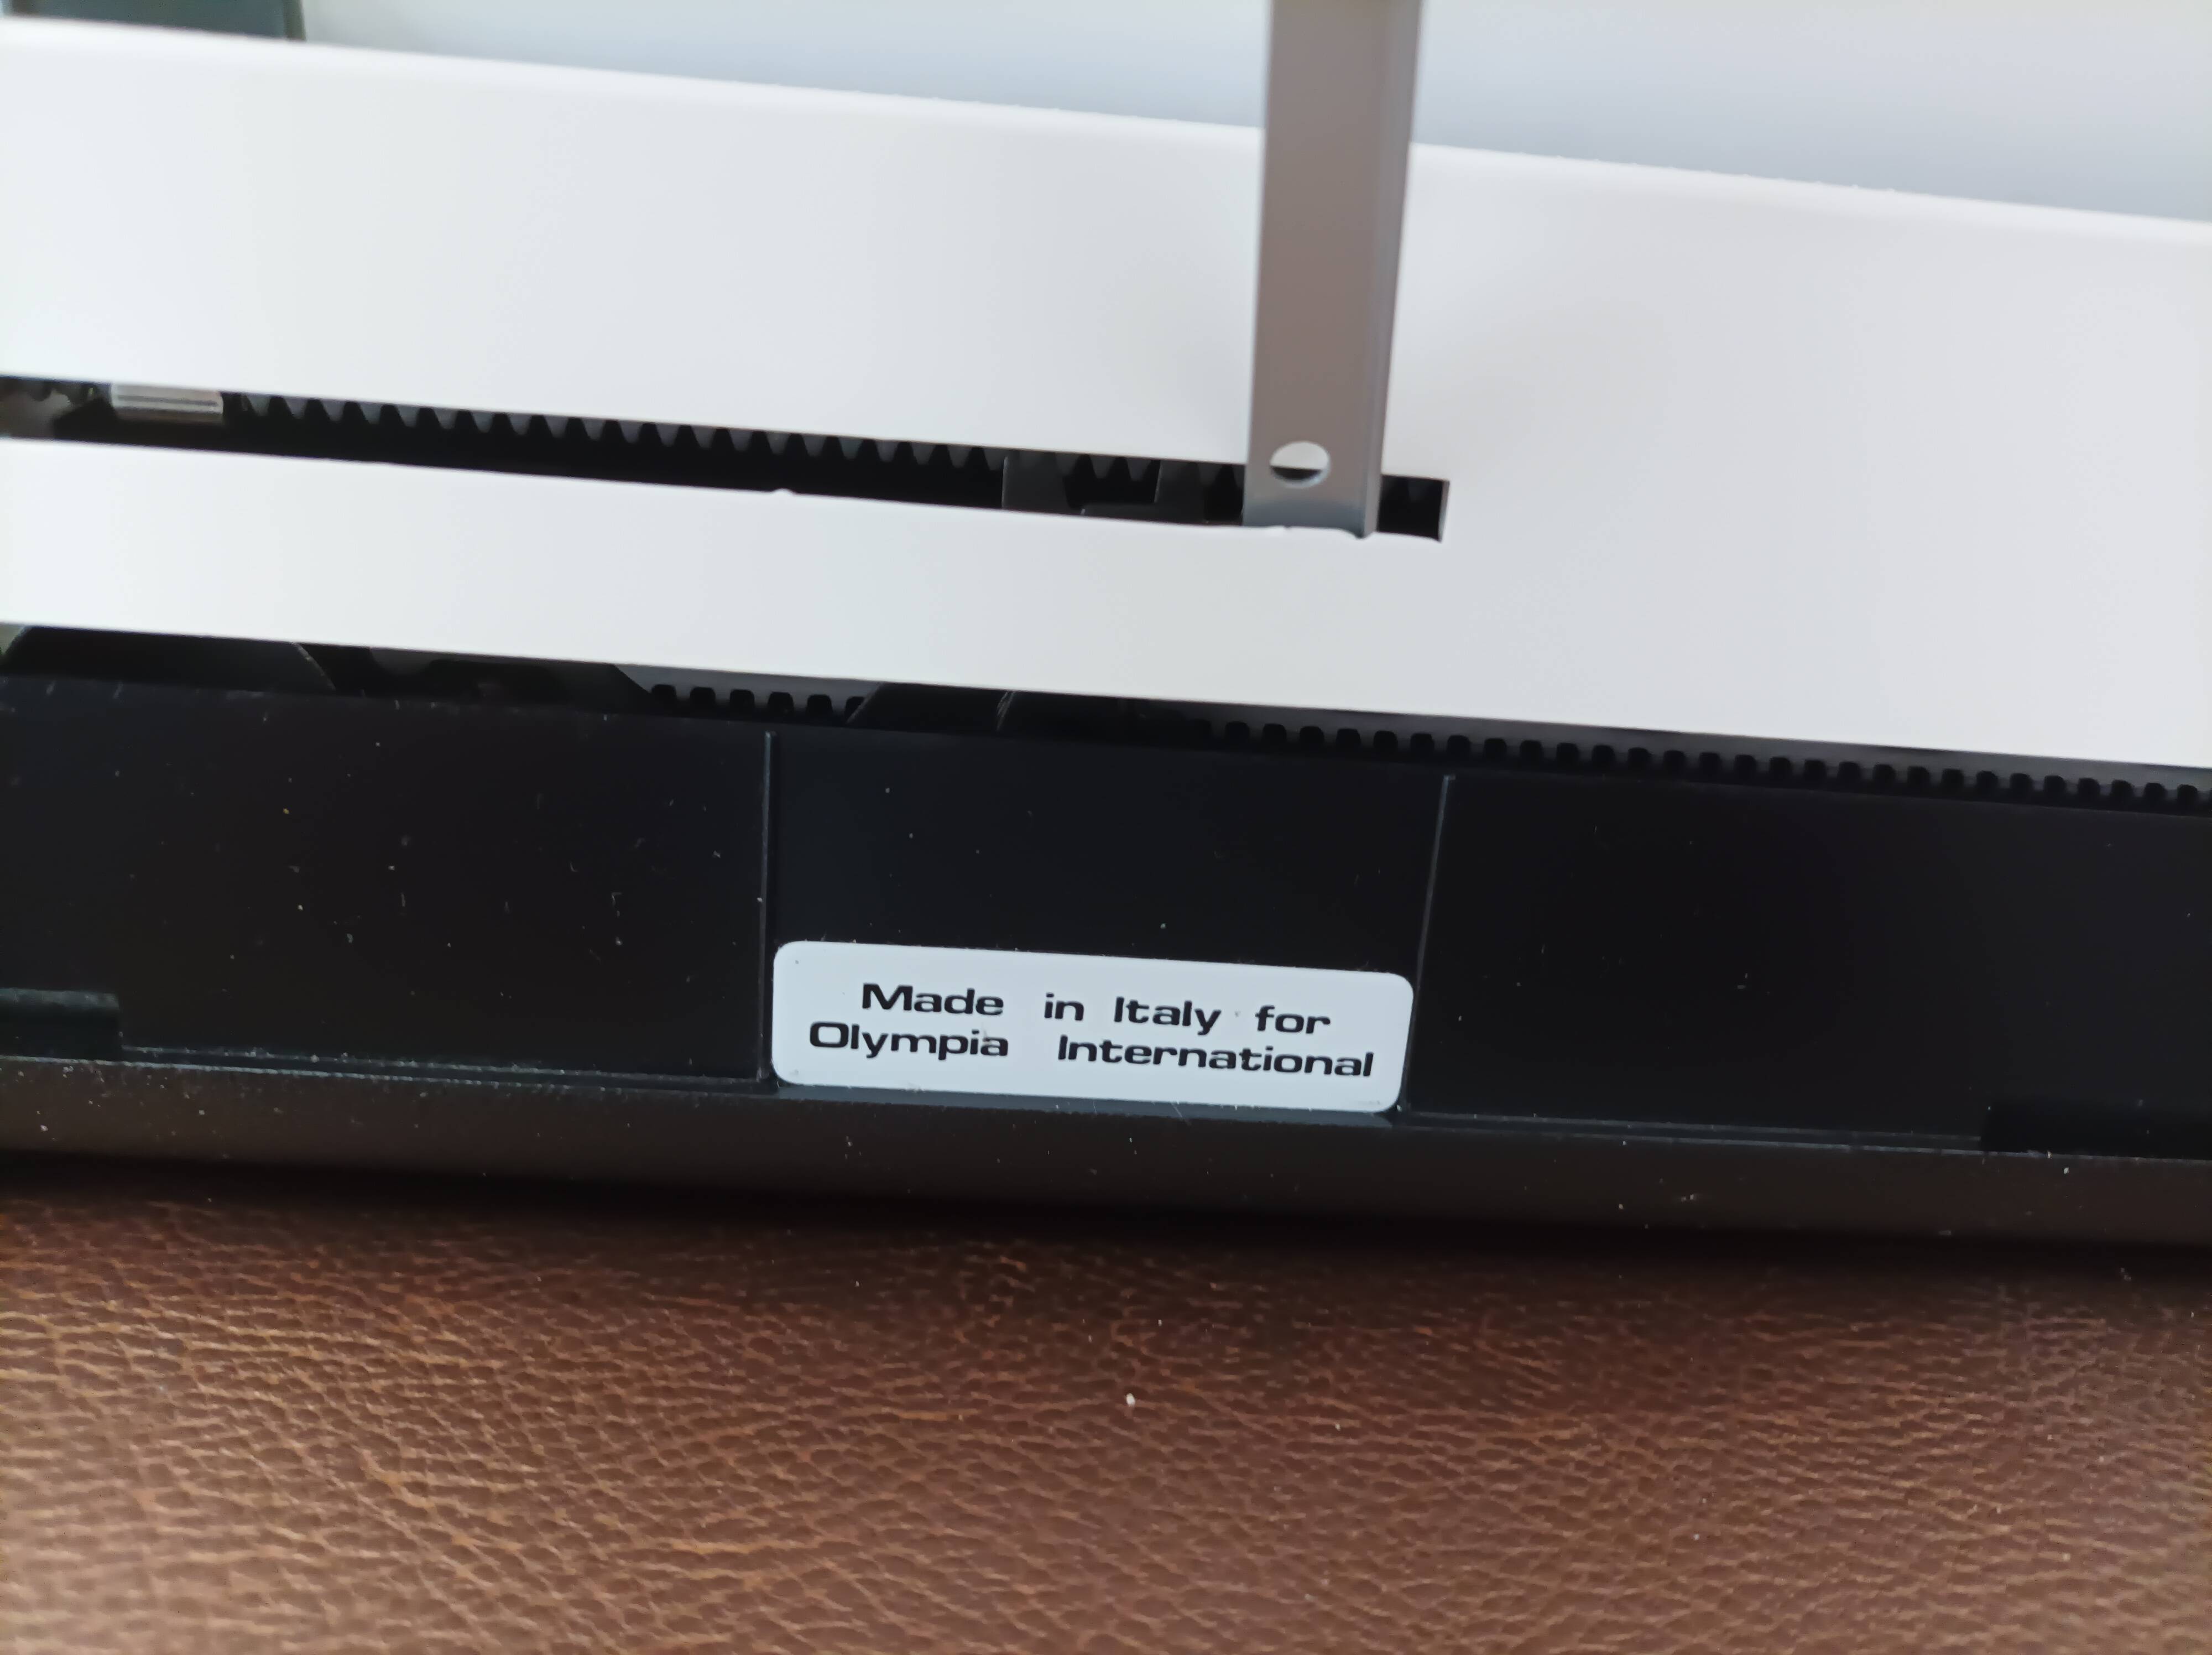 Made in Italy for
Olympia International